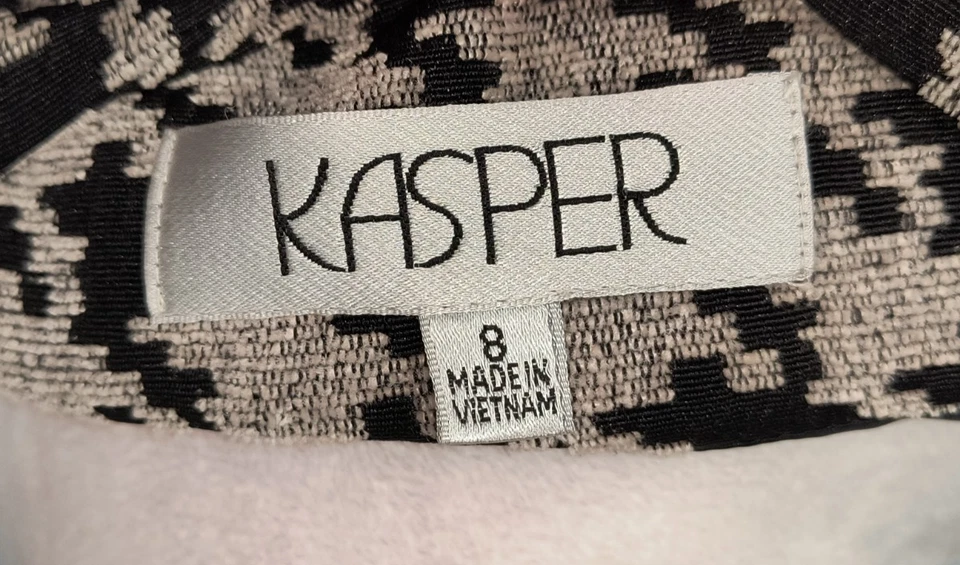 KASPER
8
MADE IN
VIETNAM